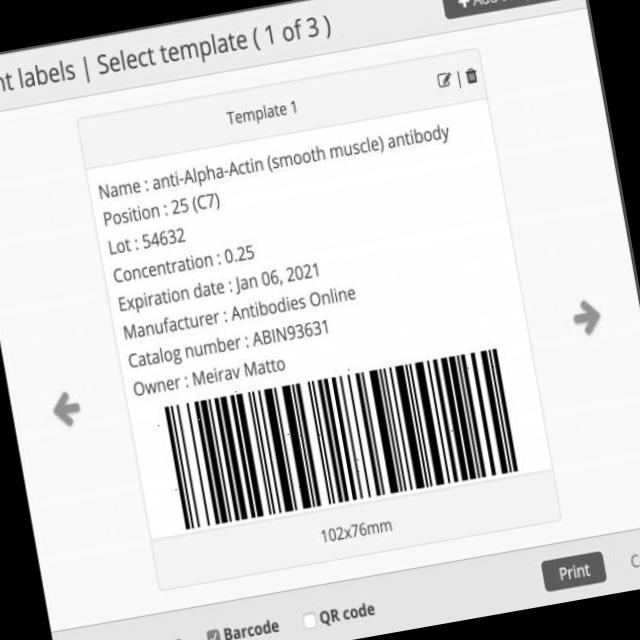 nt labels | Select template ( 1 of 3 )
Template 1
Name : anti-Alpha-Actin (smooth muscle) antibody
Position : 25 (C7)
Lot : 54632
Concentration : 0.25
Expiration date : Jan 06, 2021
Manufacturer : Antibodies Online
Catalog number : ABIN93631
Owner : Meirav Matto
102x76mm
Print
Barcode
QR code